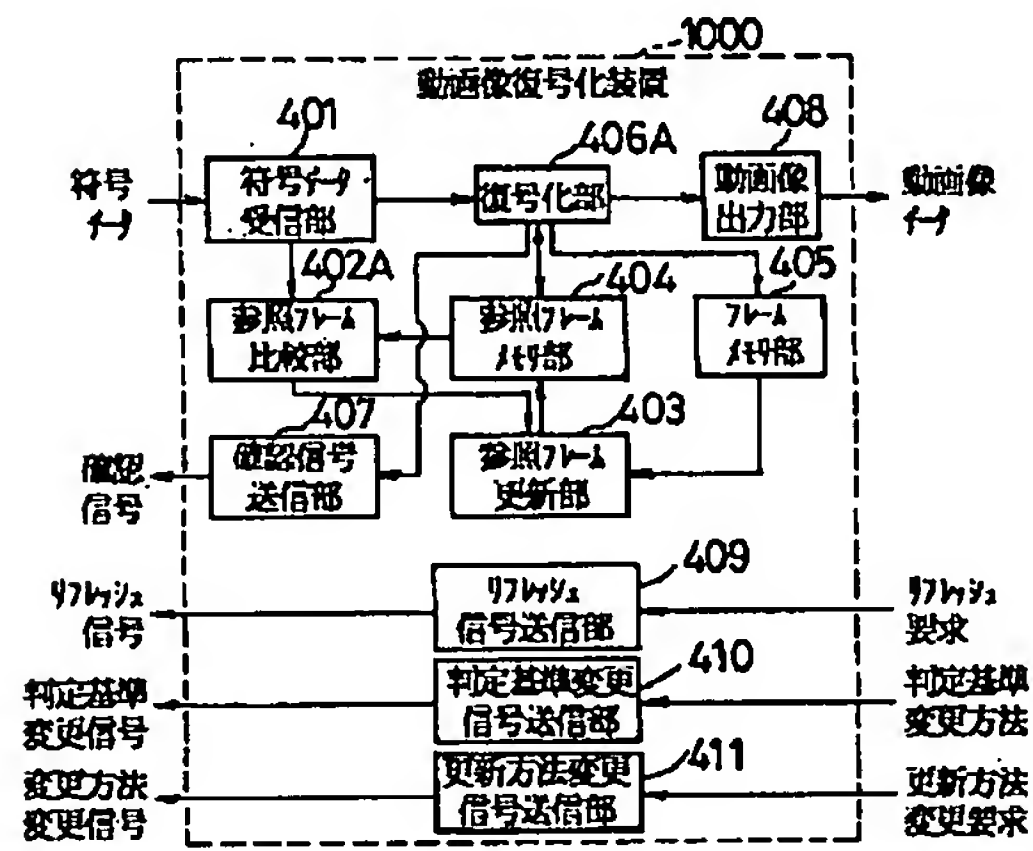 1000
動画像復号化装置
401
406A
408
符号
データ
符号データ
受信部
復号化部
動画像
出力部
動画像
データ
402A
404
405
参照フレーム
比較部
参照フレーム
メモリ部
フレーム
メモリ部
407
403
確認信号
送信部
参照フレーム
更新部
確認
信号
409
リフレッシュ
信号
リフレッシュ
信号送信部
リフレッシュ
要求
410
判定基準
変更信号
判定基準変更
信号送信部
判定基準
変更方法
411
変更方法
変更信号
更新方法変更
信号送信部
更新方法
変更要求